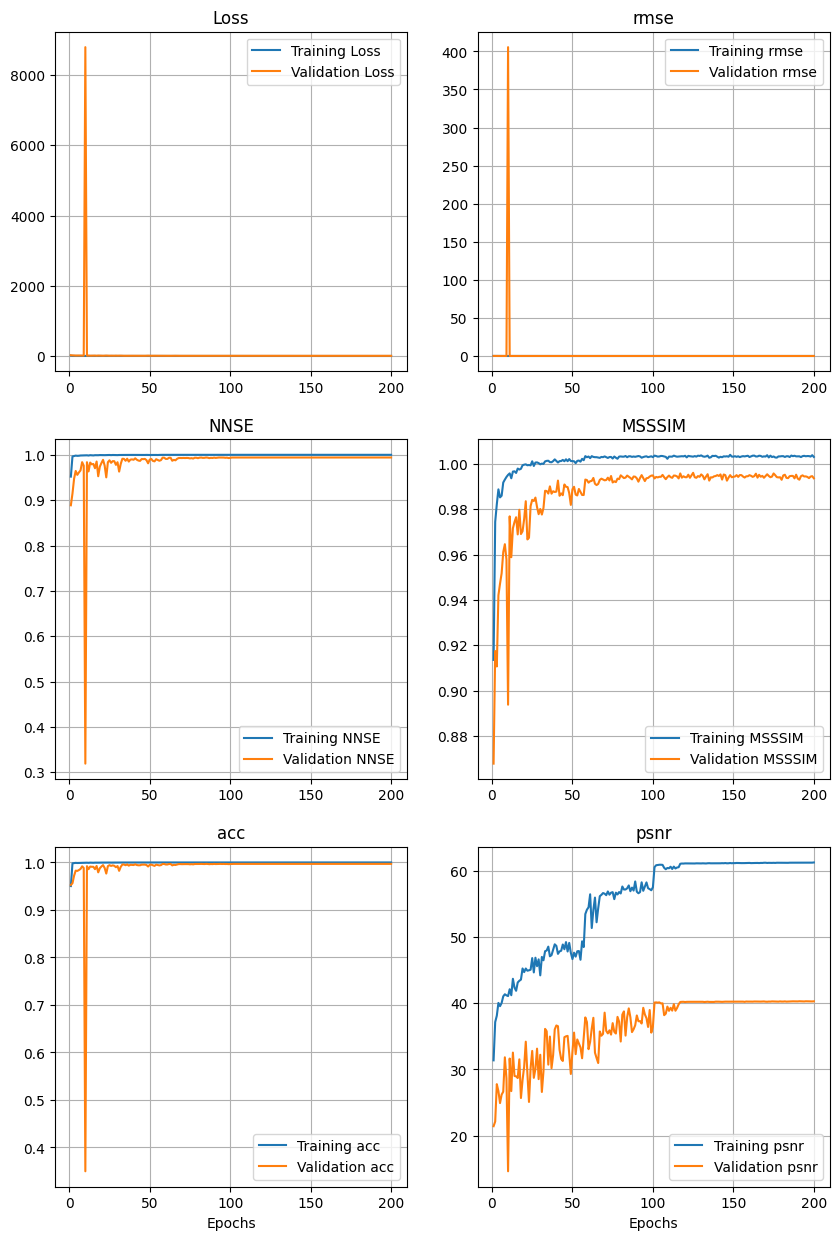 Loss
Training Loss
Validation Loss
8000
6000
4000
2000
0
0 50 100 150 200
rmse
Training rmse
Validation rmse
400
350
300
250
200
150
100
50
0
0 50 100 150 200
NNSE
1.0
0.9
0.8
0.7
0.6
0.5
0.4
0.3
Training NNSE
Validation NNSE
0 50 100 150 200
MSSSIM
1.00
0.98
0.96
0.94
0.92
0.90
0.88
Training MSSSIM
Validation MSSSIM
0 50 100 150 200
acc
1.0
0.9
0.8
0.7
0.6
0.5
0.4
Training acc
Validation acc
0 50 100 150 200
Epochs
psnr
60
50
40
30
20
Training psnr
Validation psnr
0 50 100 150 200
Epochs